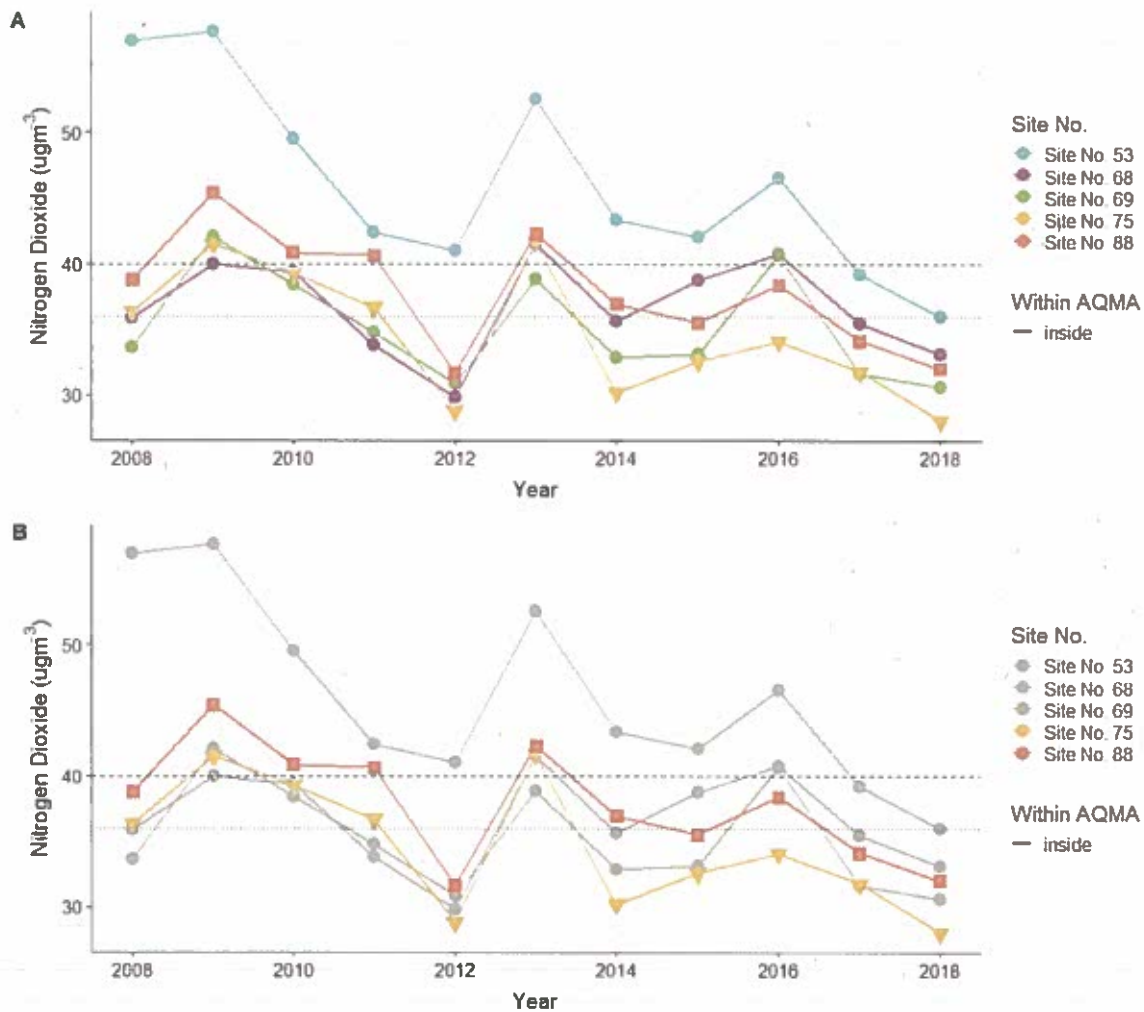 A
Nitrogen Dioxide (ugm-3)
50
40
30
2008
2010
2012
2014
2016
2018
Year
Site No.
Site No. 53
Site No. 68
Site No. 69
Site No. 75
Site No. 88
Within AQMA
inside
B
Nitrogen Dioxide (ugm-3)
50
40
30
2008
2010
2012
2014
2016
2018
Year
Site No.
Site No. 53
Site No. 68
Site No. 69
Site No. 75
Site No. 88
Within AQMA
inside